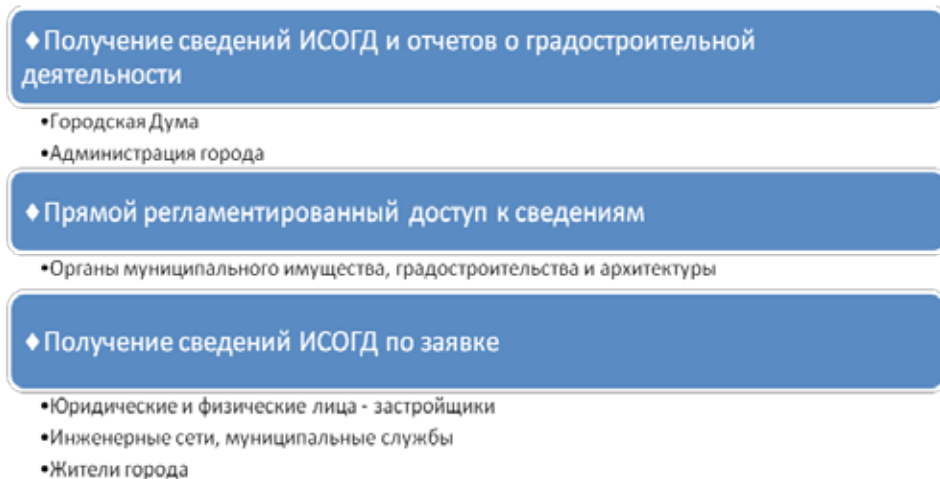 ♦Получение сведений ИСОГД и отчетов о градостроительной
деятельности
•Городская Дума
•Администрация города
♦Прямой регламентированный доступ к сведениям
•Органы муниципального имущества, градостроительства и архитектуры
♦Получение сведений ИСОГД по заявке
•Юридические и физические лица - застройщики
•Инженерные сети, муниципальные службы
•Жители города